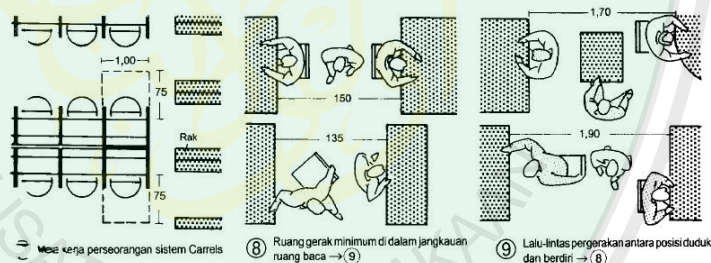 1,00
75
Rak
75
Meja kerja perseorangan sistem Carrels
150
135
8 Ruang gerak minimum di dalam jangkauan
ruang baca → 9
1,70
1,90
9 Lalu-lintas pergerakan antara posisi duduk
dan berdiri → 8